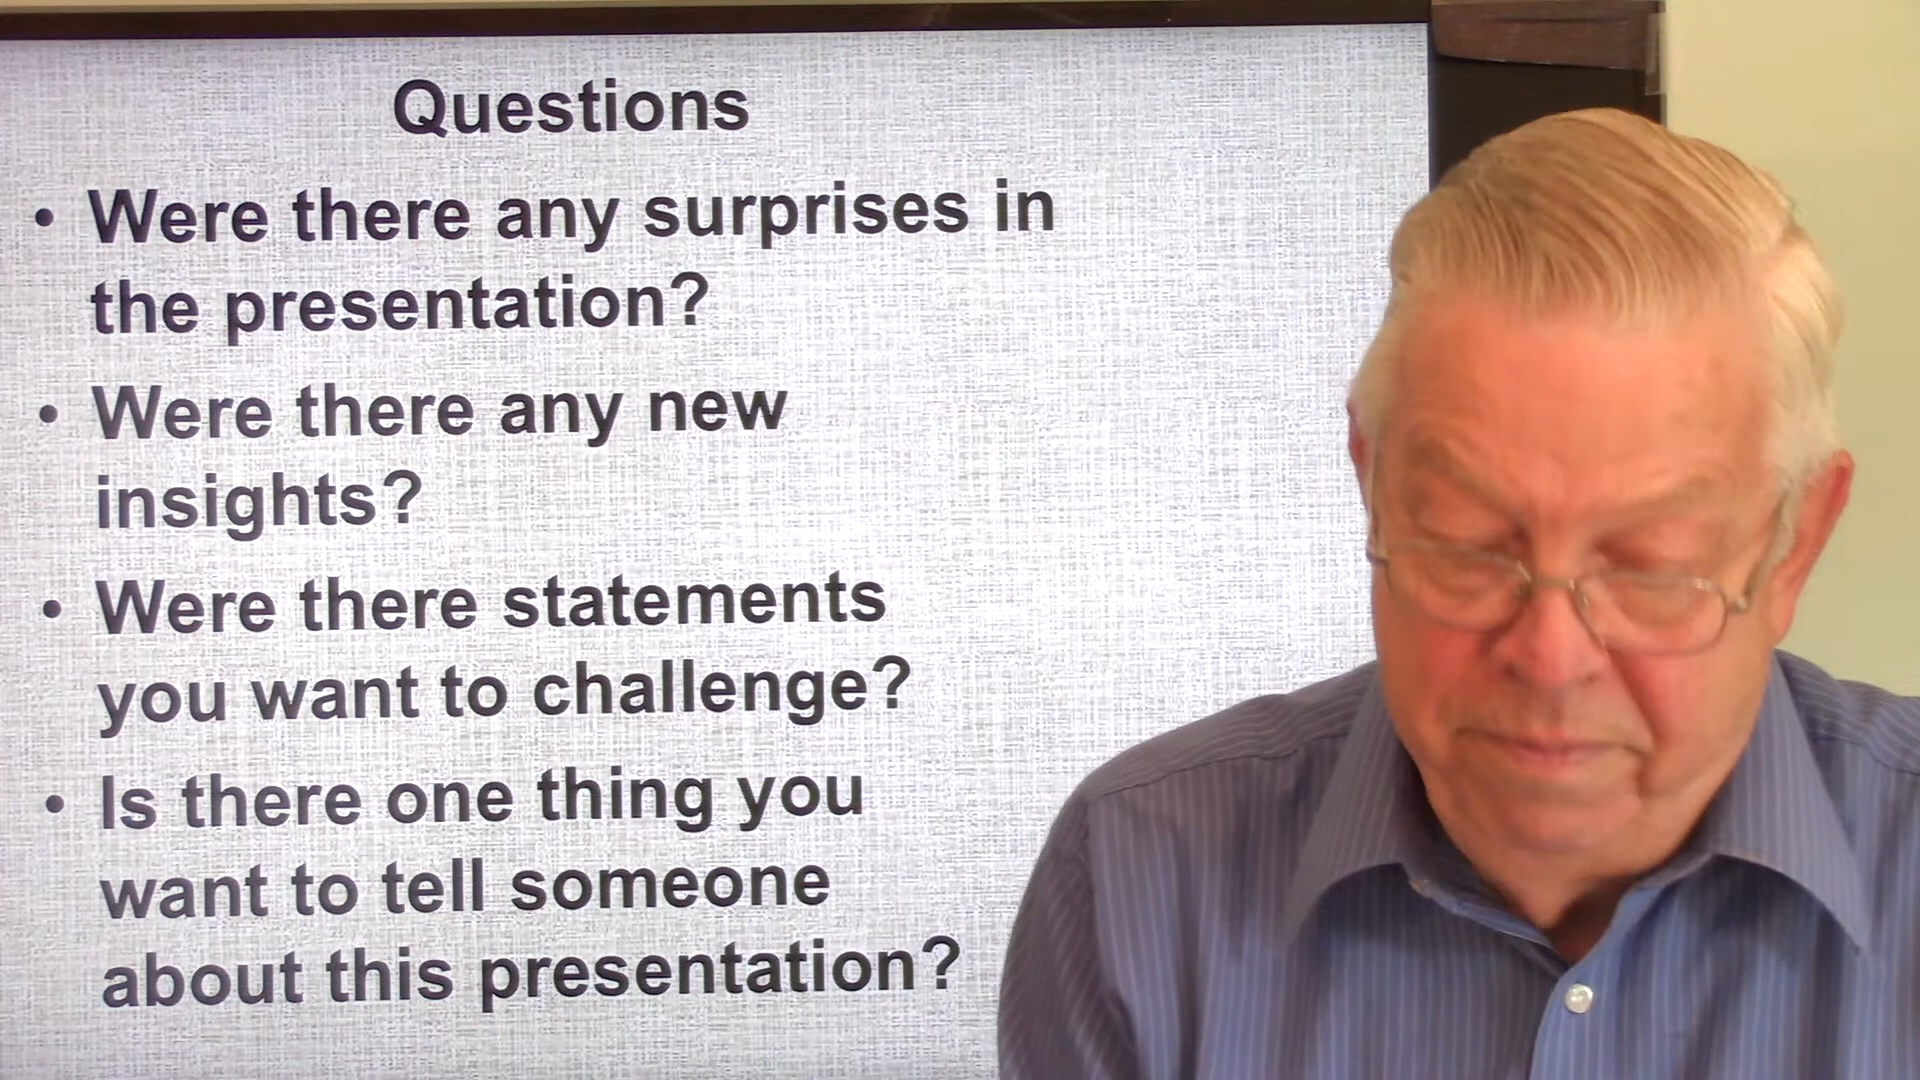 Questions
• Were there any surprises in
the presentation?
• Were there any new
insights?
• Were there statements
you want to challenge?
• Is there one thing you
want to tell someone
about this presentation?